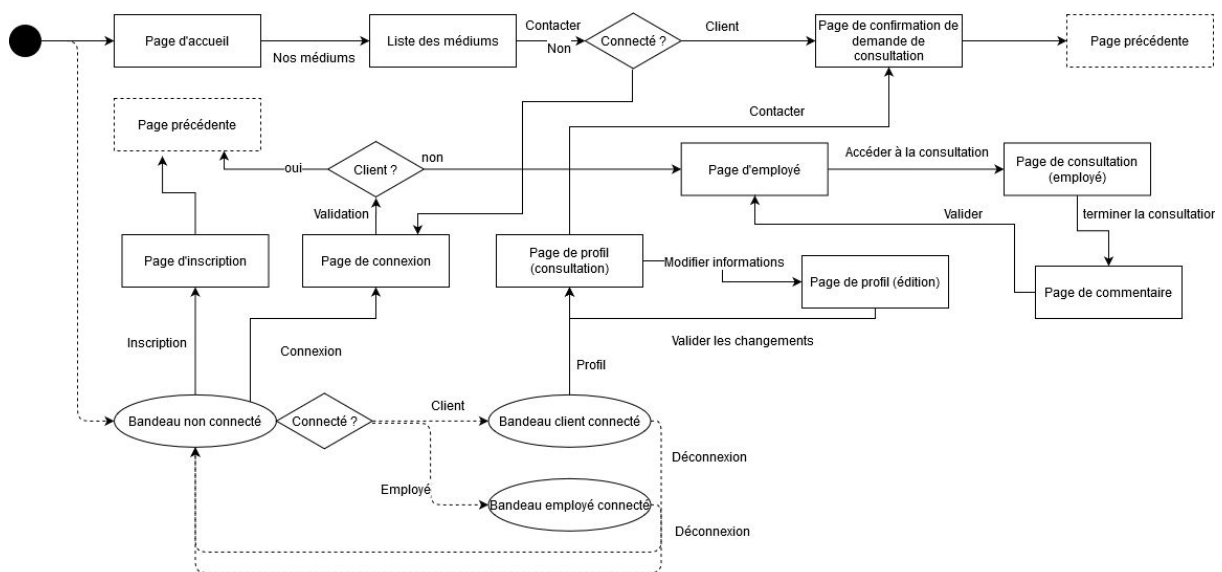 Page d'accueil
Nos médiums
Liste des médiums
Contacter
Non
Connecté ?
Client
Page de confirmation de
demande de
consultation
Page précédente
Page précédente
oui
Client ?
non
Contacter
Page d'employé
Accéder à la consultation
Page de consultation
(employé)
Validation
Valider
terminer la consultation
Page d'inscription
Page de connexion
Page de profil
(consultation)
Modifier informations
Page de profil (édition)
Page de commentaire
Inscription
Connexion
Valider les changements
Profil
Bandeau non connecté
Connecté ?
Client
Bandeau client connecté
Déconnexion
Employé
Bandeau employé connecté
Déconnexion